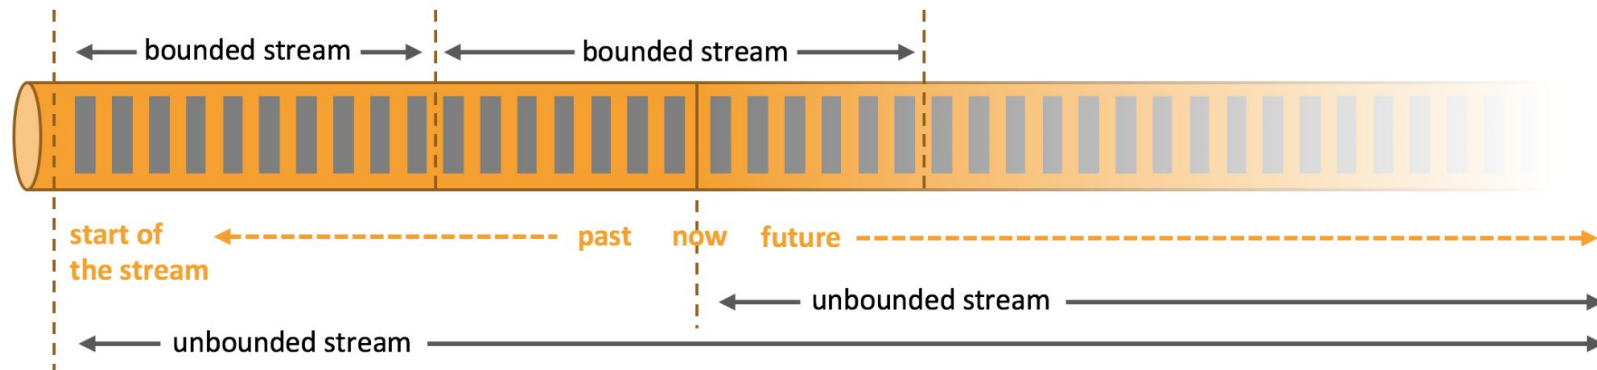 bounded stream
bounded stream
start of
the stream
past
now
future
unbounded stream
unbounded stream